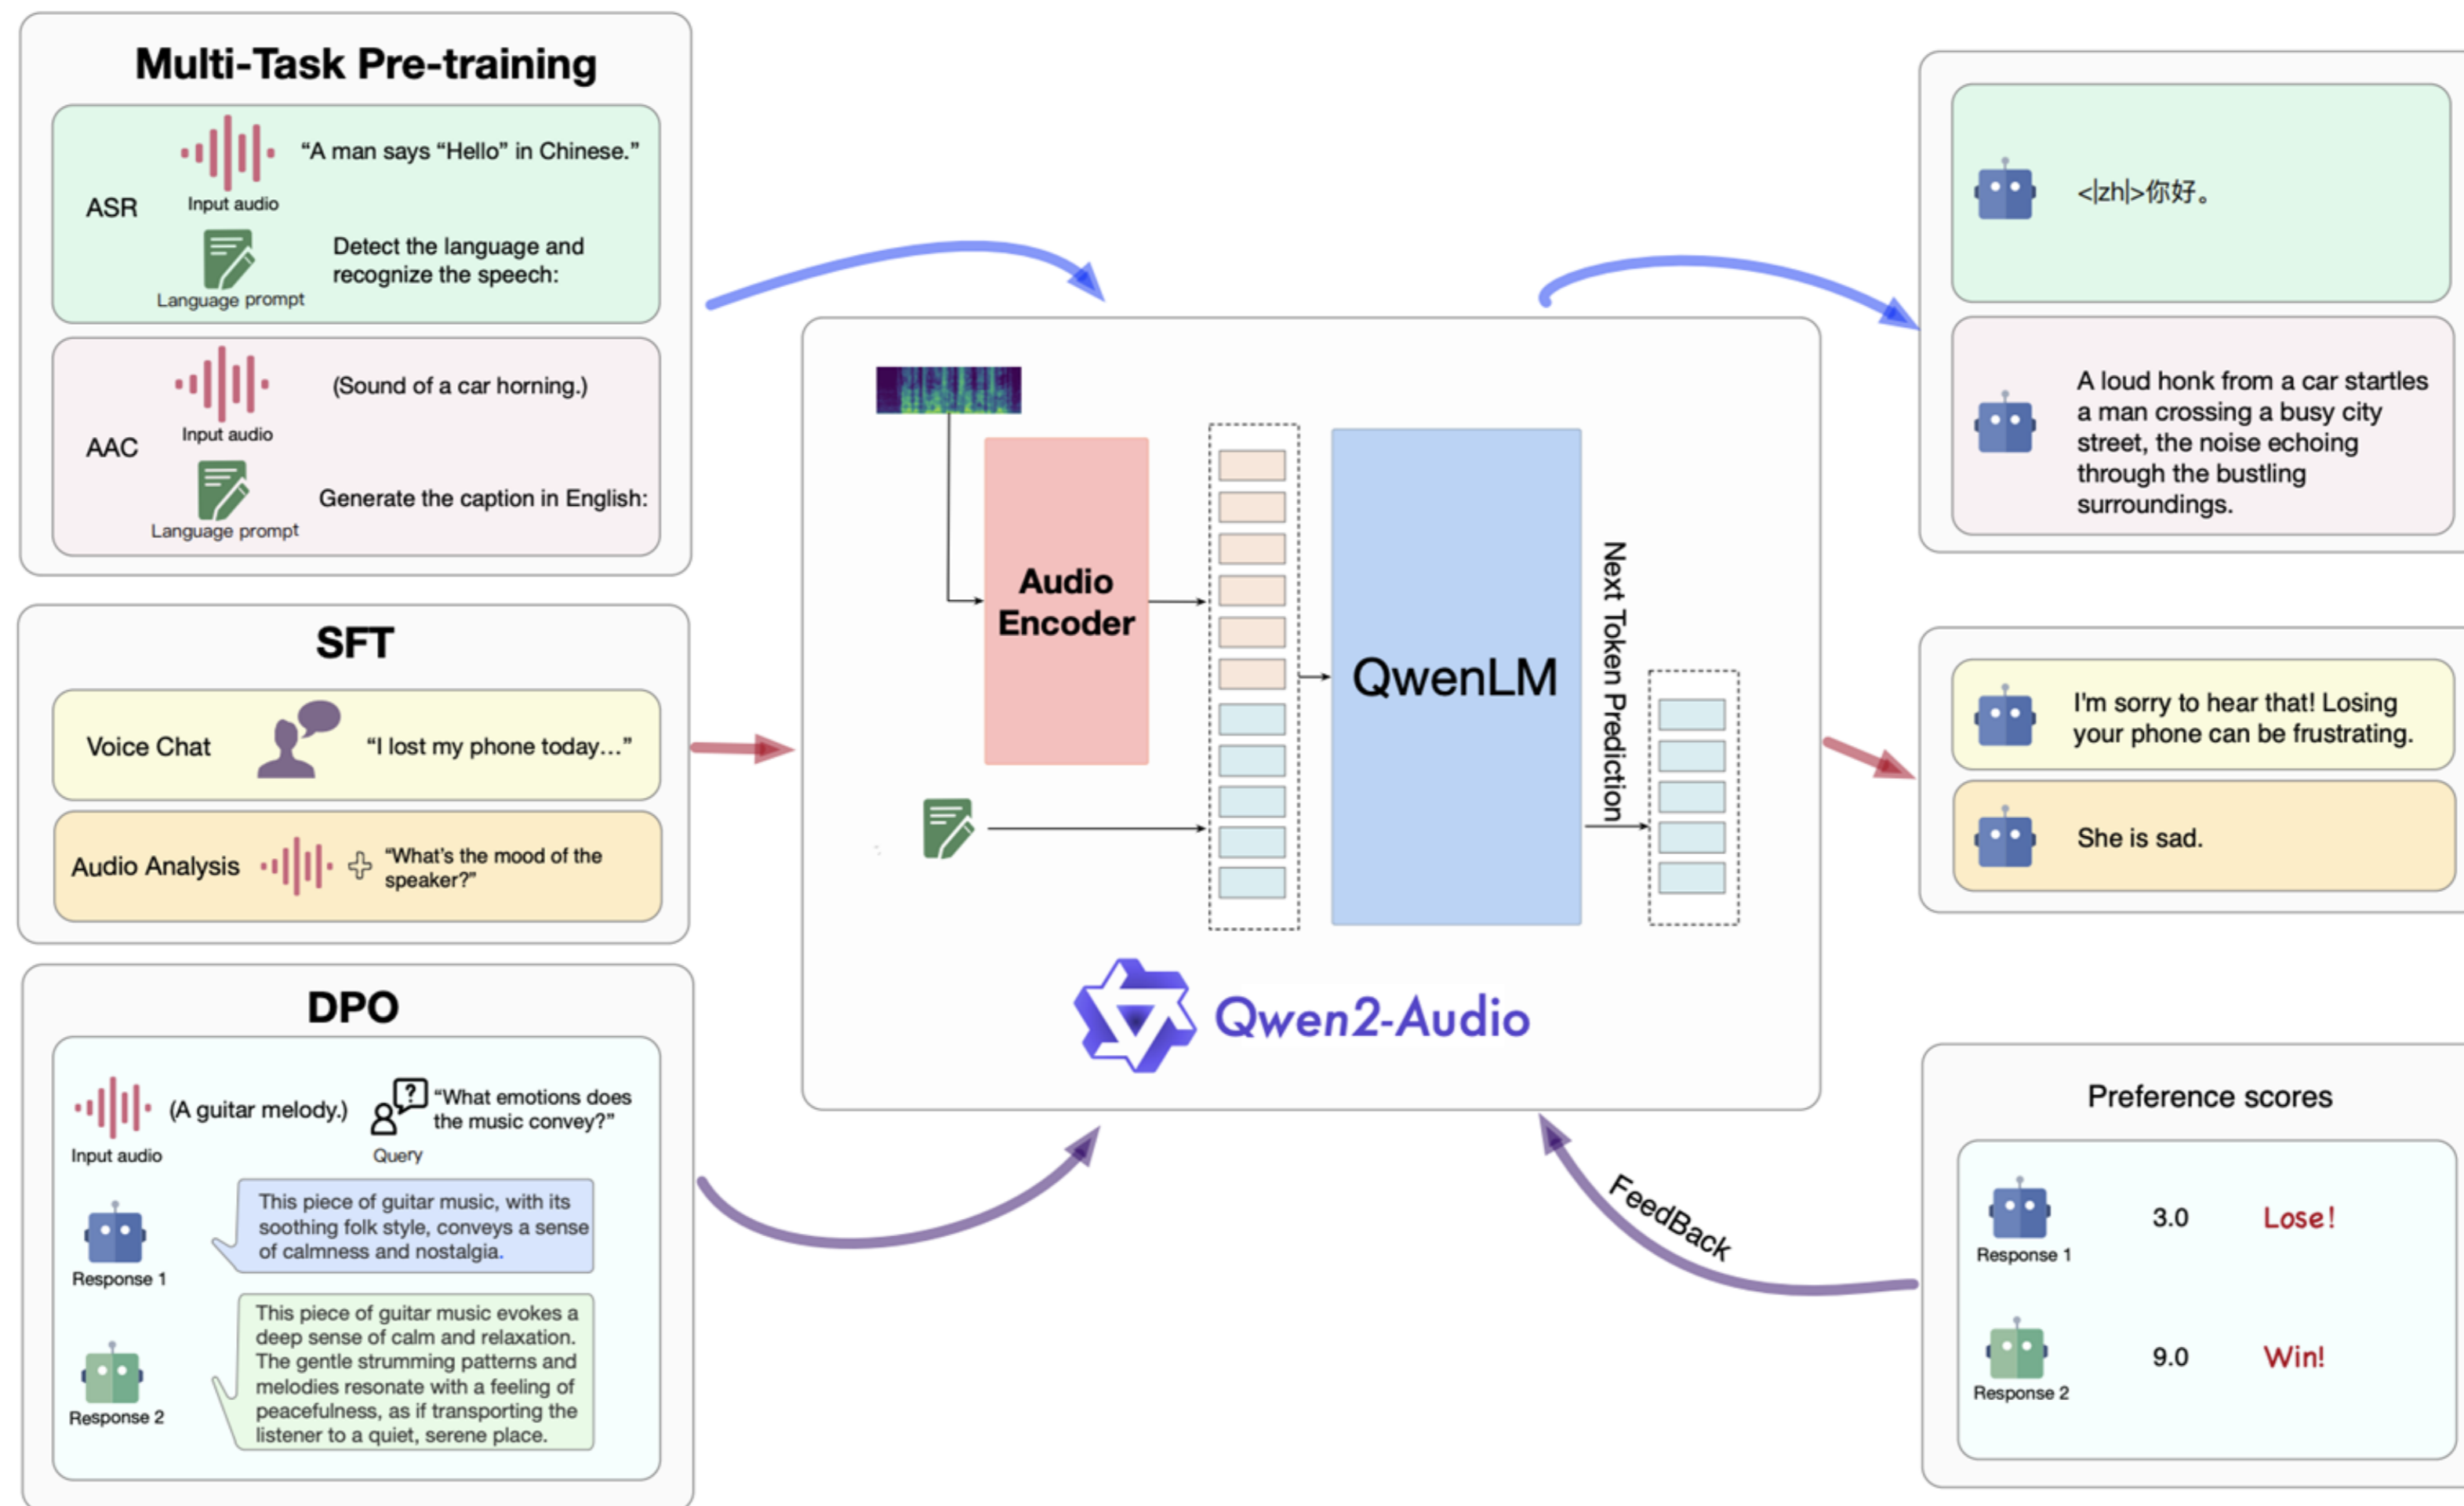 Multi-Task Pre-training
ASR
“A man says “Hello” in Chinese.”
Input audio
Detect the language and
recognize the speech:
Language prompt
AAC
(Sound of a car horning.)
Input audio
Generate the caption in English:
Language prompt
SFT
Voice Chat
“I lost my phone today…”
Audio Analysis
“What’s the mood of the
speaker?”
DPO
(A guitar melody.)
Input audio
?
“What emotions does
the music convey?”
Query
This piece of guitar music, with its
soothing folk style, conveys a sense
of calmness and nostalgia.
Response 1
This piece of guitar music evokes a
deep sense of calm and relaxation.
The gentle strumming patterns and
melodies resonate with a feeling of
peacefulness, as if transporting the
listener to a quiet, serene place.
Response 2
Audio
Encoder
QwenLM
Next Token Prediction
Qwen2-Audio
<|zh|>你好。
A loud honk from a car startles
a man crossing a busy city
street, the noise echoing
through the bustling
surroundings.
I'm sorry to hear that! Losing
your phone can be frustrating.
She is sad.
FeedBack
Preference scores
3.0 Lose!
Response 1
9.0 Win!
Response 2